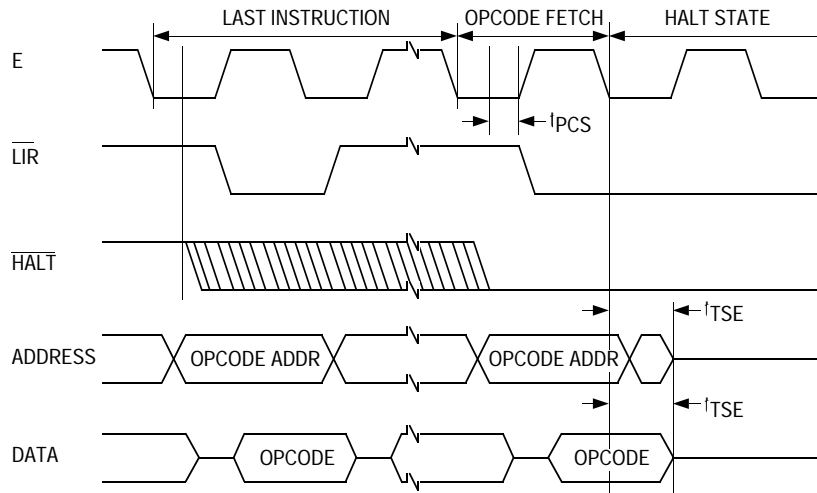 LAST INSTRUCTION OPCODE FETCH HALT STATE
E
tPCS
LIR
HALT
tTSE
ADDRESS OPCODE ADDR OPCODE ADDR
tTSE
DATA OPCODE OPCODE